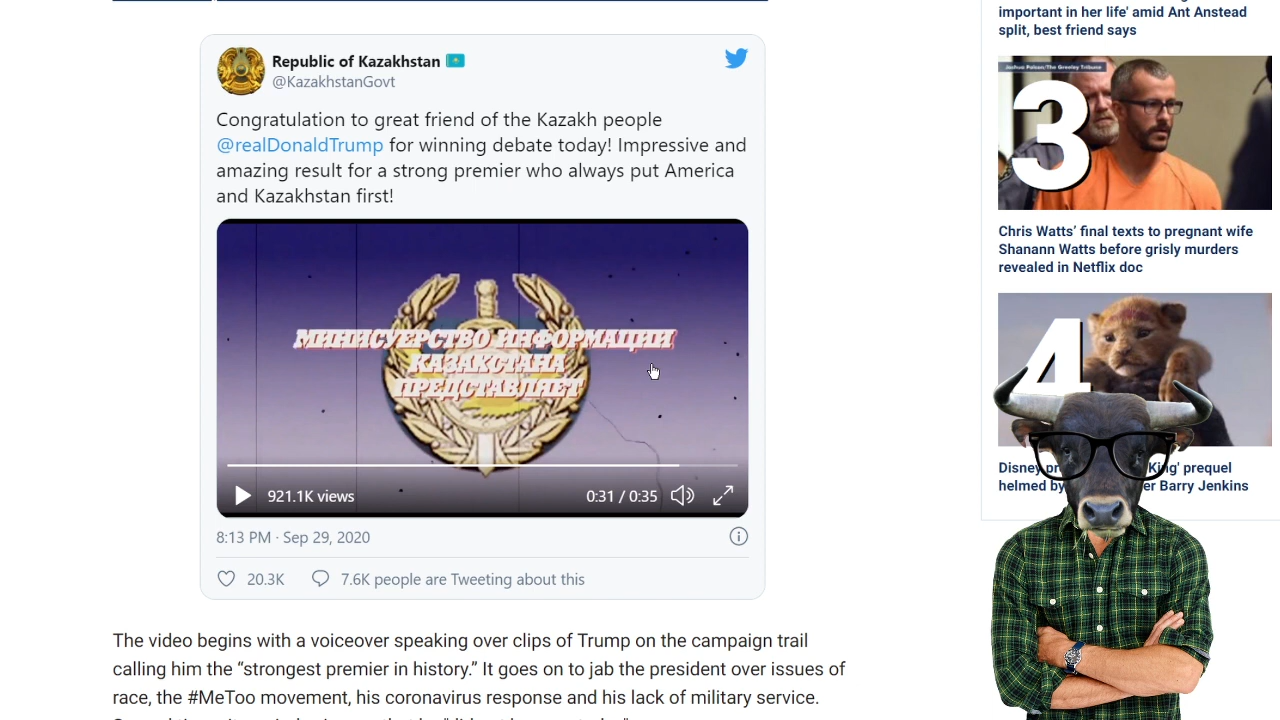 Republic of Kazakhstan
@KazakhstanGovt
Congratulation to great friend of the Kazakh people
@realDonaldTrump for winning debate today! Impressive and
amazing result for a strong premier who always put America
and Kazakhstan first!
МИНИСУЕРСТВО ИНФОРМАЦИИ
КАЗАКСТАНА
ПРЕДСТАВЛЯЕТ
921.1K views
0:31 / 0:35
8:13 PM · Sep 29, 2020
20.3K
7.6K people are Tweeting about this
The video begins with a voiceover speaking over clips of Trump on the campaign trail
calling him the “strongest premier in history.” It goes on to jab the president over issues of
race, the #MeToo movement, his coronavirus response and his lack of military service.
important in her life' amid Ant Anstead
split, best friend says
Joshua Polson/The Greeley Tribune
3
Chris Watts’ final texts to pregnant wife
Shanann Watts before grisly murders
revealed in Netflix doc
4
Disney King' prequel
helmed Barry Jenkins